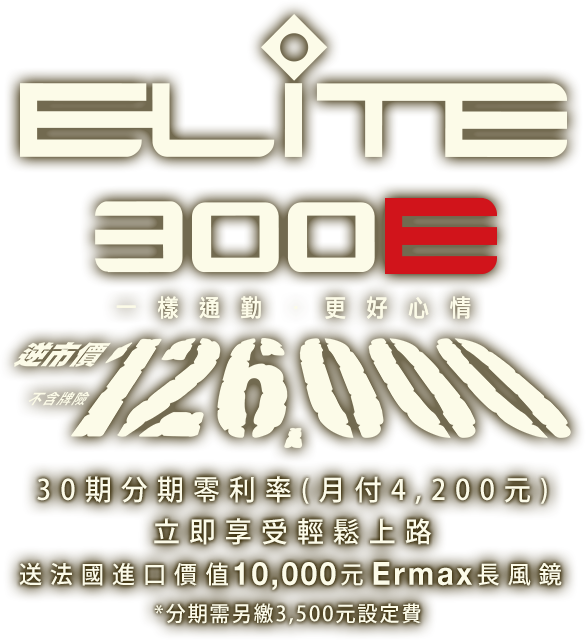 ELiTE
300E
一樣通勤 更好心情
逆市價 126,000
不含牌險
30期分期零利率(月付4,200元)
立即享受輕鬆上路
送法國進口價值10,000元 Ermax長風鏡
*分期需另繳3,500元設定費